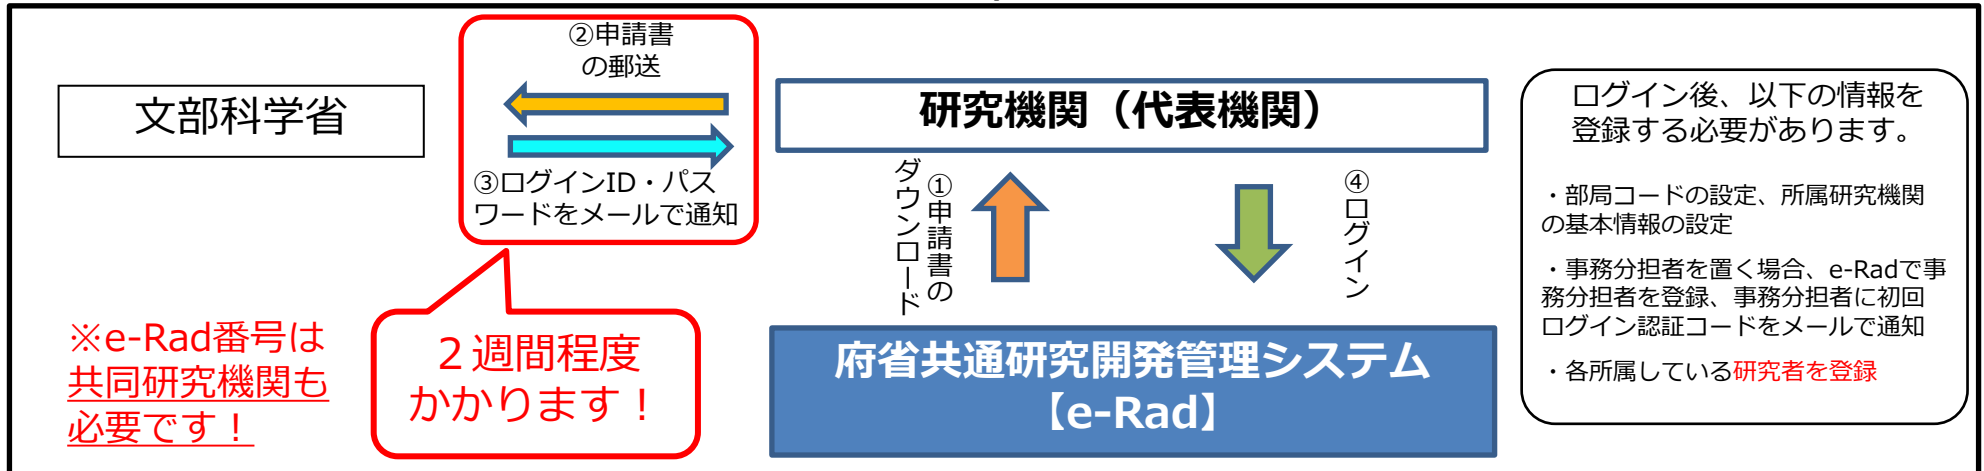 文部科学省
②申請書
の郵送
③ログインID・パス
ワードをメールで通知
研究機関（代表機関）
①申請書の
ダウンロード
④ログイン
府省共通研究開発管理システム
【e-Rad】
２週間程度
かかります！
※e-Rad番号は
共同研究機関も
必要です！
ログイン後、以下の情報を
登録する必要があります。
・部局コードの設定、所属研究機関
の基本情報の設定
・事務分担者を置く場合、e-Radで事
務分担者を登録、事務分担者に初回
ログイン認証コードをメールで通知
・各所属している研究者を登録